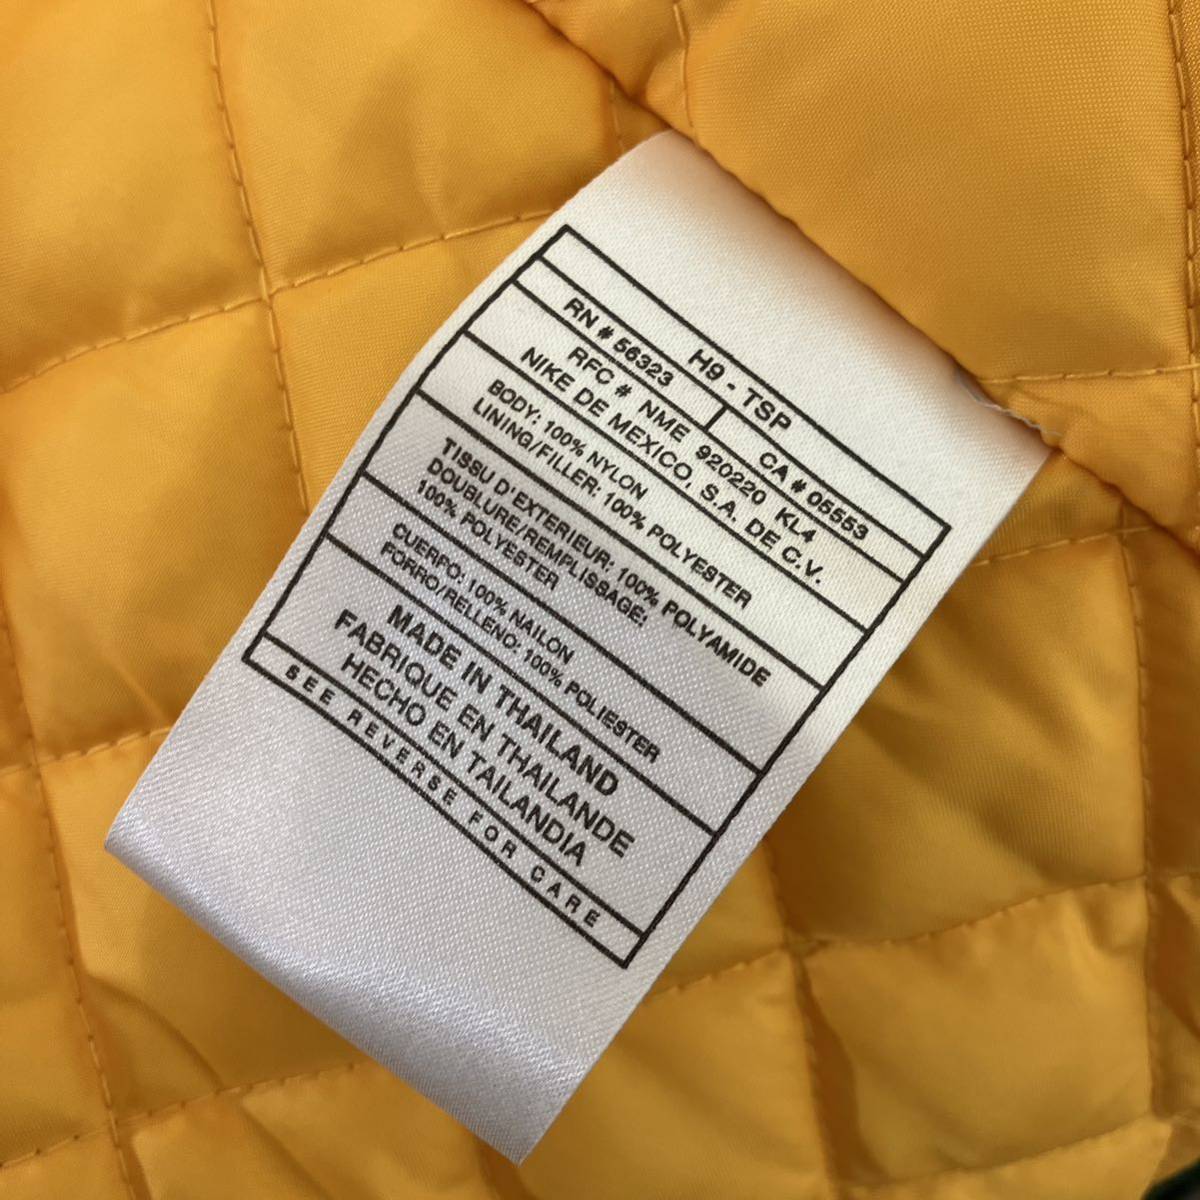 H9 - TSP
RN # 56323 CA # 05553
RFC # NME 920220 KL4
NIKE DE MEXICO, S.A. DE C.V.
BODY: 100% NYLON
LINING/FILLER: 100% POLYESTER
TISSU D'EXTERIEUR: 100% POLYAMIDE
DOUBLURE/REMPLISSAGE:
100% POLYESTER
CUERPO: 100% NAILON
FORRO/RELLENO: 100% POLIESTER
MADE IN THAILAND
FABRIQUE EN THAILANDE
HECHO EN TAILANDIA
SEE REVERSE FOR CARE